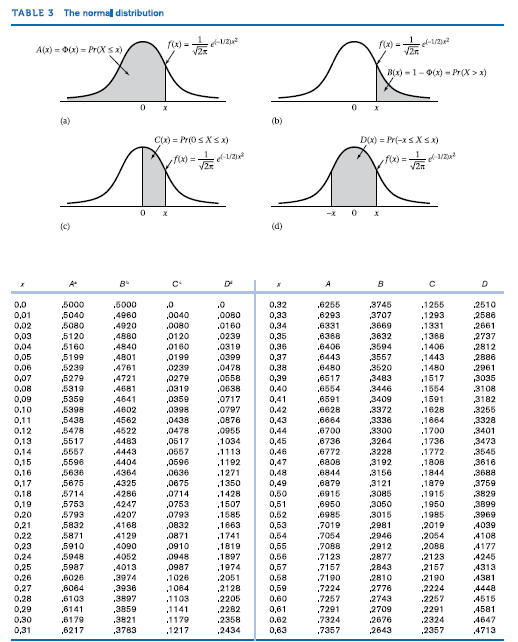 TABLE 3 The normal distribution
A(x) = Φ(x) = Pr(X ≤ x)
f(x) = 1/√2π e(-1/2)x²
0 x
(a)
f(x) = 1/√2π e(-1/2)x²
B(x) = 1 – Φ(x) = Pr(X > x)
0 x
(b)
C(x) = Pr(0 ≤ X ≤ x)
f(x) = 1/√2π e(-1/2)x²
0 x
(c)
D(x) = Pr(–x ≤ X ≤ x)
f(x) = 1/√2π e(-1/2)x²
–x 0 x
(d)
x Aᵃ Bᵇ Cᶜ Dᵈ x A B C D
0.0 .5000 .5000 .0 .0 0.32 .6255 .3745 .1255 .2510
0.01 .5040 .4960 .0040 .0080 0.33 .6293 .3707 .1293 .2586
0.02 .5080 .4920 .0080 .0160 0.34 .6331 .3669 .1331 .2661
0.03 .5120 .4880 .0120 .0239 0.35 .6368 .3632 .1368 .2737
0.04 .5160 .4840 .0160 .0319 0.36 .6406 .3594 .1406 .2812
0.05 .5199 .4801 .0199 .0399 0.37 .6443 .3557 .1443 .2886
0.06 .5239 .4761 .0239 .0478 0.38 .6480 .3520 .1480 .2961
0.07 .5279 .4721 .0279 .0558 0.39 .6517 .3483 .1517 .3035
0.08 .5319 .4681 .0319 .0638 0.40 .6554 .3446 .1554 .3108
0.09 .5359 .4641 .0359 .0717 0.41 .6591 .3409 .1591 .3182
0.10 .5398 .4602 .0398 .0797 0.42 .6628 .3372 .1628 .3255
0.11 .5438 .4562 .0438 .0876 0.43 .6664 .3336 .1664 .3328
0.12 .5478 .4522 .0478 .0955 0.44 .6700 .3300 .1700 .3401
0.13 .5517 .4483 .0517 .1034 0.45 .6736 .3264 .1736 .3473
0.14 .5557 .4443 .0557 .1113 0.46 .6772 .3228 .1772 .3545
0.15 .5596 .4404 .0596 .1192 0.47 .6808 .3192 .1808 .3616
0.16 .5636 .4364 .0636 .1271 0.48 .6844 .3156 .1844 .3688
0.17 .5675 .4325 .0675 .1350 0.49 .6879 .3121 .1879 .3759
0.18 .5714 .4286 .0714 .1428 0.50 .6915 .3085 .1915 .3829
0.19 .5753 .4247 .0753 .1507 0.51 .6950 .3050 .1950 .3899
0.20 .5793 .4207 .0793 .1585 0.52 .6985 .3015 .1985 .3969
0.21 .5832 .4168 .0832 .1663 0.53 .7019 .2981 .2019 .4039
0.22 .5871 .4129 .0871 .1741 0.54 .7054 .2946 .2054 .4108
0.23 .5910 .4090 .0910 .1819 0.55 .7088 .2912 .2088 .4177
0.24 .5948 .4052 .0948 .1897 0.56 .7123 .2877 .2123 .4245
0.25 .5987 .4013 .0987 .1974 0.57 .7157 .2843 .2157 .4313
0.26 .6026 .3974 .1026 .2051 0.58 .7190 .2810 .2190 .4381
0.27 .6064 .3936 .1064 .2128 0.59 .7224 .2776 .2224 .4448
0.28 .6103 .3897 .1103 .2205 0.60 .7257 .2743 .2257 .4515
0.29 .6141 .3859 .1141 .2282 0.61 .7291 .2709 .2291 .4581
0.30 .6179 .3821 .1179 .2358 0.62 .7324 .2676 .2324 .4647
0.31 .6217 .3783 .1217 .2434 0.63 .7357 .2643 .2357 .4713